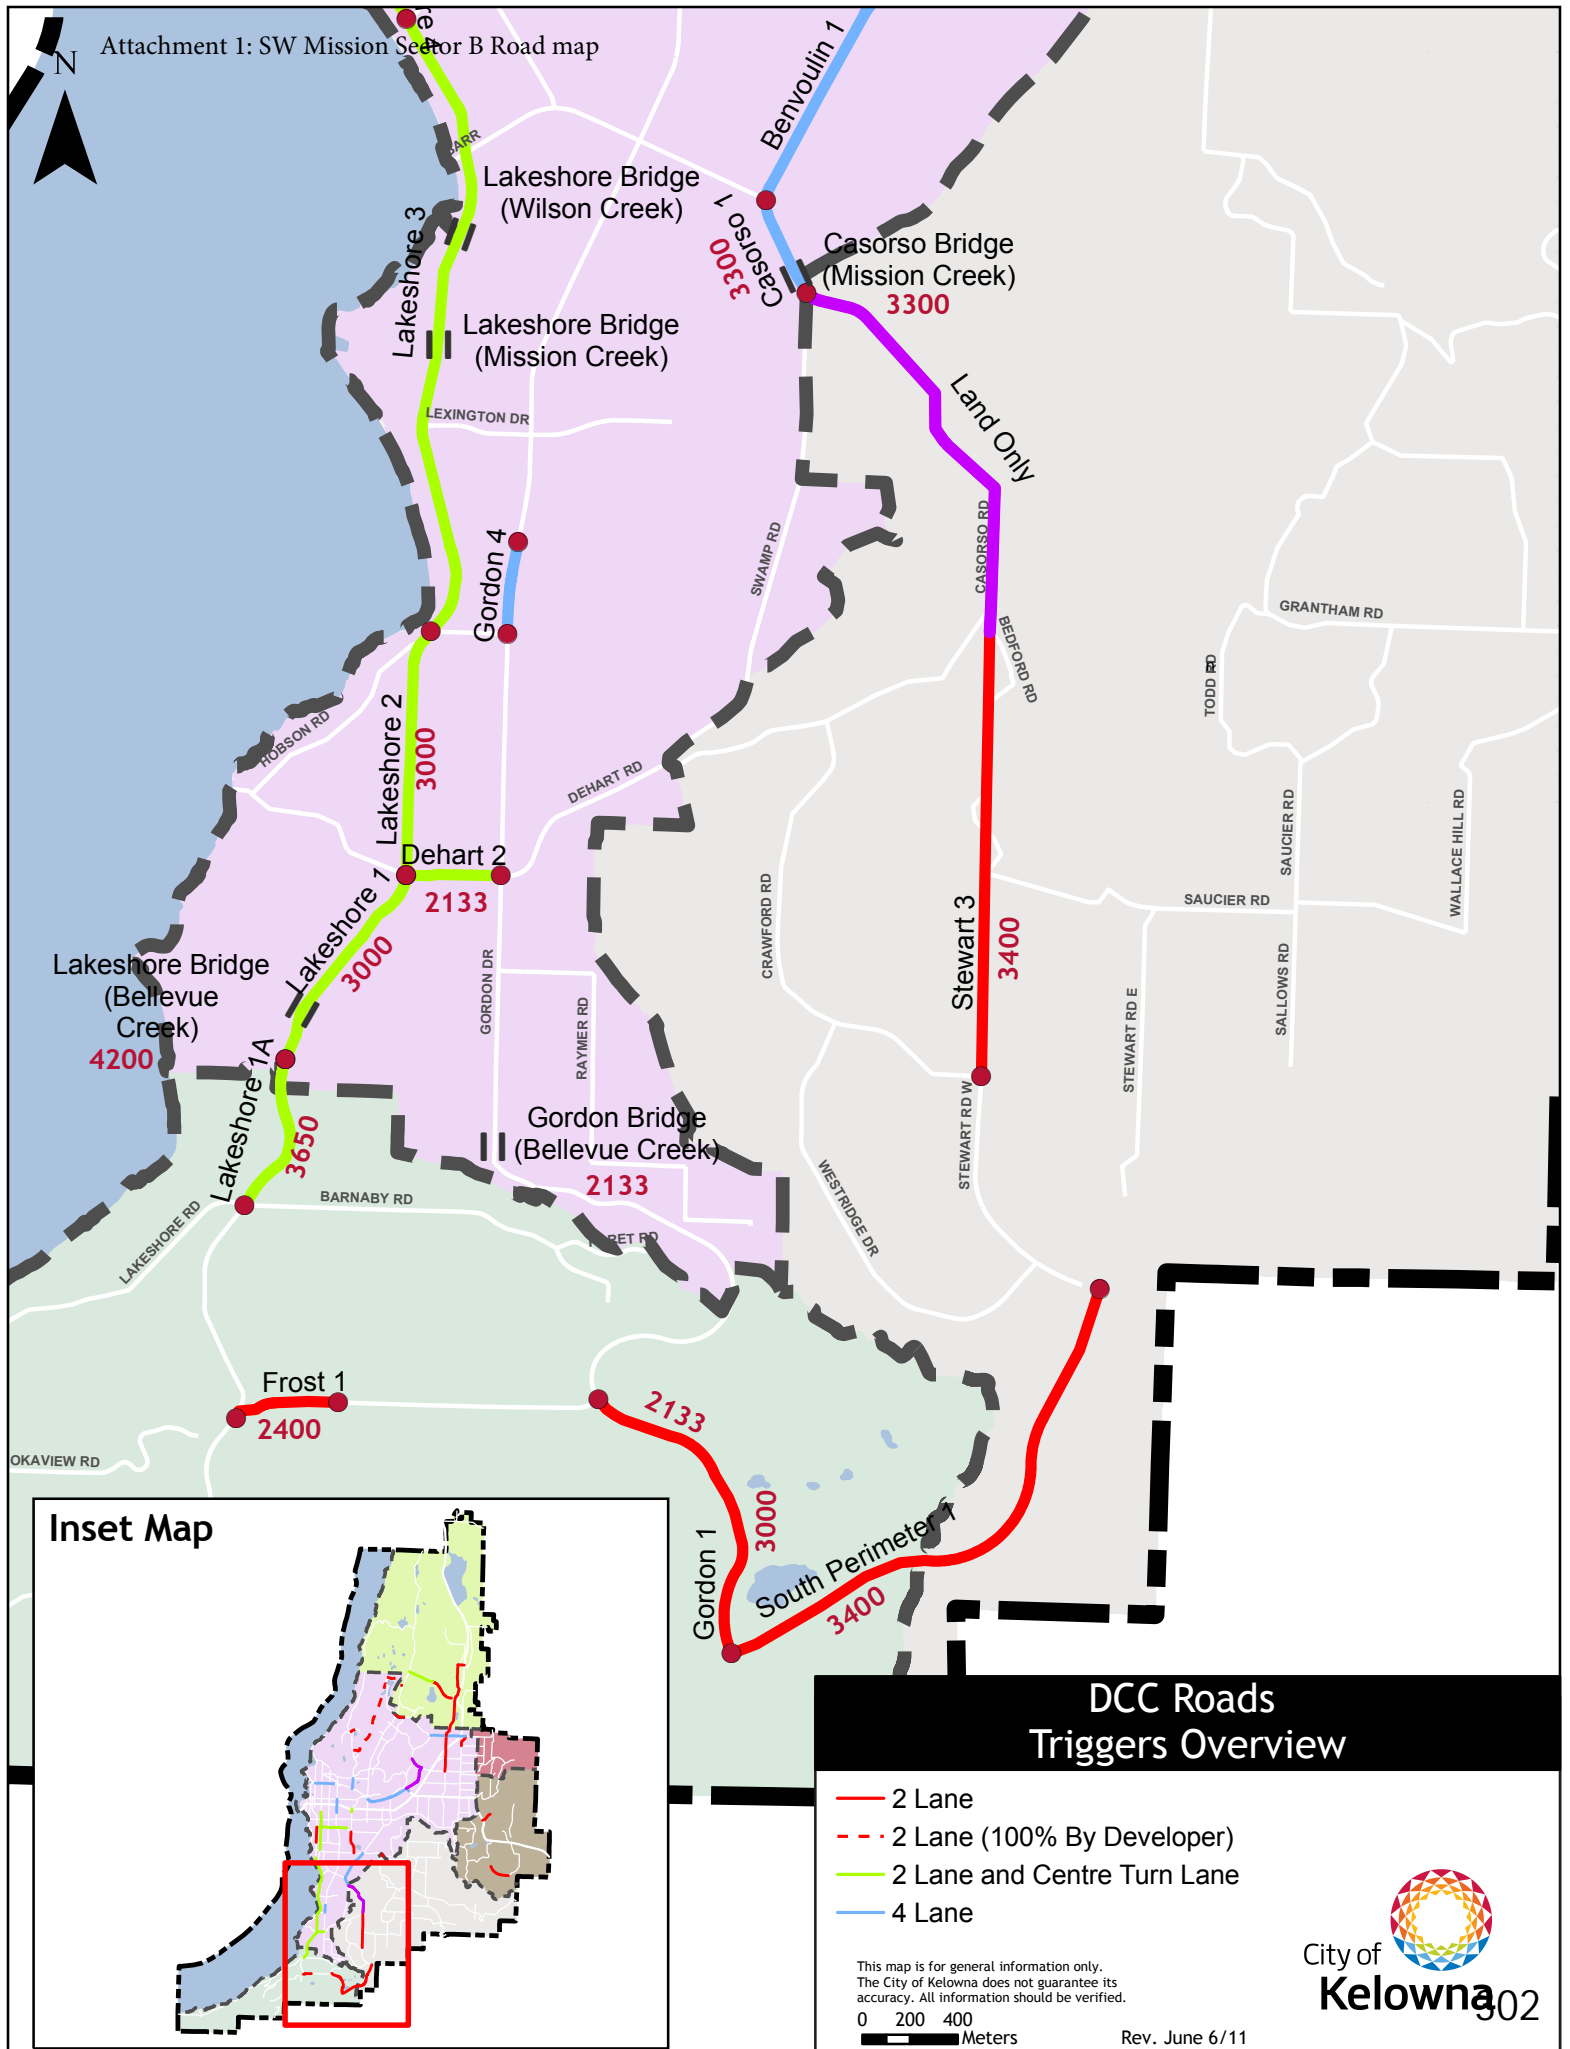 Attachment 1: SW Mission Sector B Road map
N
re 4
Benvoulin 1
BARR
Lakeshore Bridge
(Wilson Creek)
Lakeshore 3
Casorso 1
3300
Casorso Bridge
(Mission Creek)
3300
Lakeshore Bridge
(Mission Creek)
Land Only
LEXINGTON DR
Gordon 4
SWAMP RD
CASORSO RD
BEDFORD RD
GRANTHAM RD
TODD RD
HOBSON RD
Lakeshore 2
3000
DEHART RD
SAUCIER RD
WALLACE HILL RD
Dehart 2
2133
Lakeshore 1
3000
CRAWFORD RD
Stewart 3
3400
SAUCIER RD
SALLOWS RD
Lakeshore Bridge
(Bellevue
Creek)
4200
GORDON DR
RAYMER RD
STEWART RD E
Lakeshore 1A
3650
Gordon Bridge
(Bellevue Creek)
2133
STEWART RD W
WESTRIDGE DR
BARNABY RD
LAKESHORE RD
Frost 1
2400
2133
OKAVIEW RD
3000
Gordon 1
South Perimeter 1
3400
Inset Map
DCC Roads
Triggers Overview
2 Lane
2 Lane (100% By Developer)
2 Lane and Centre Turn Lane
4 Lane
This map is for general information only.
The City of Kelowna does not guarantee its
accuracy. All information should be verified.
0 200 400
Meters
Rev. June 6/11
City of
Kelowna
302